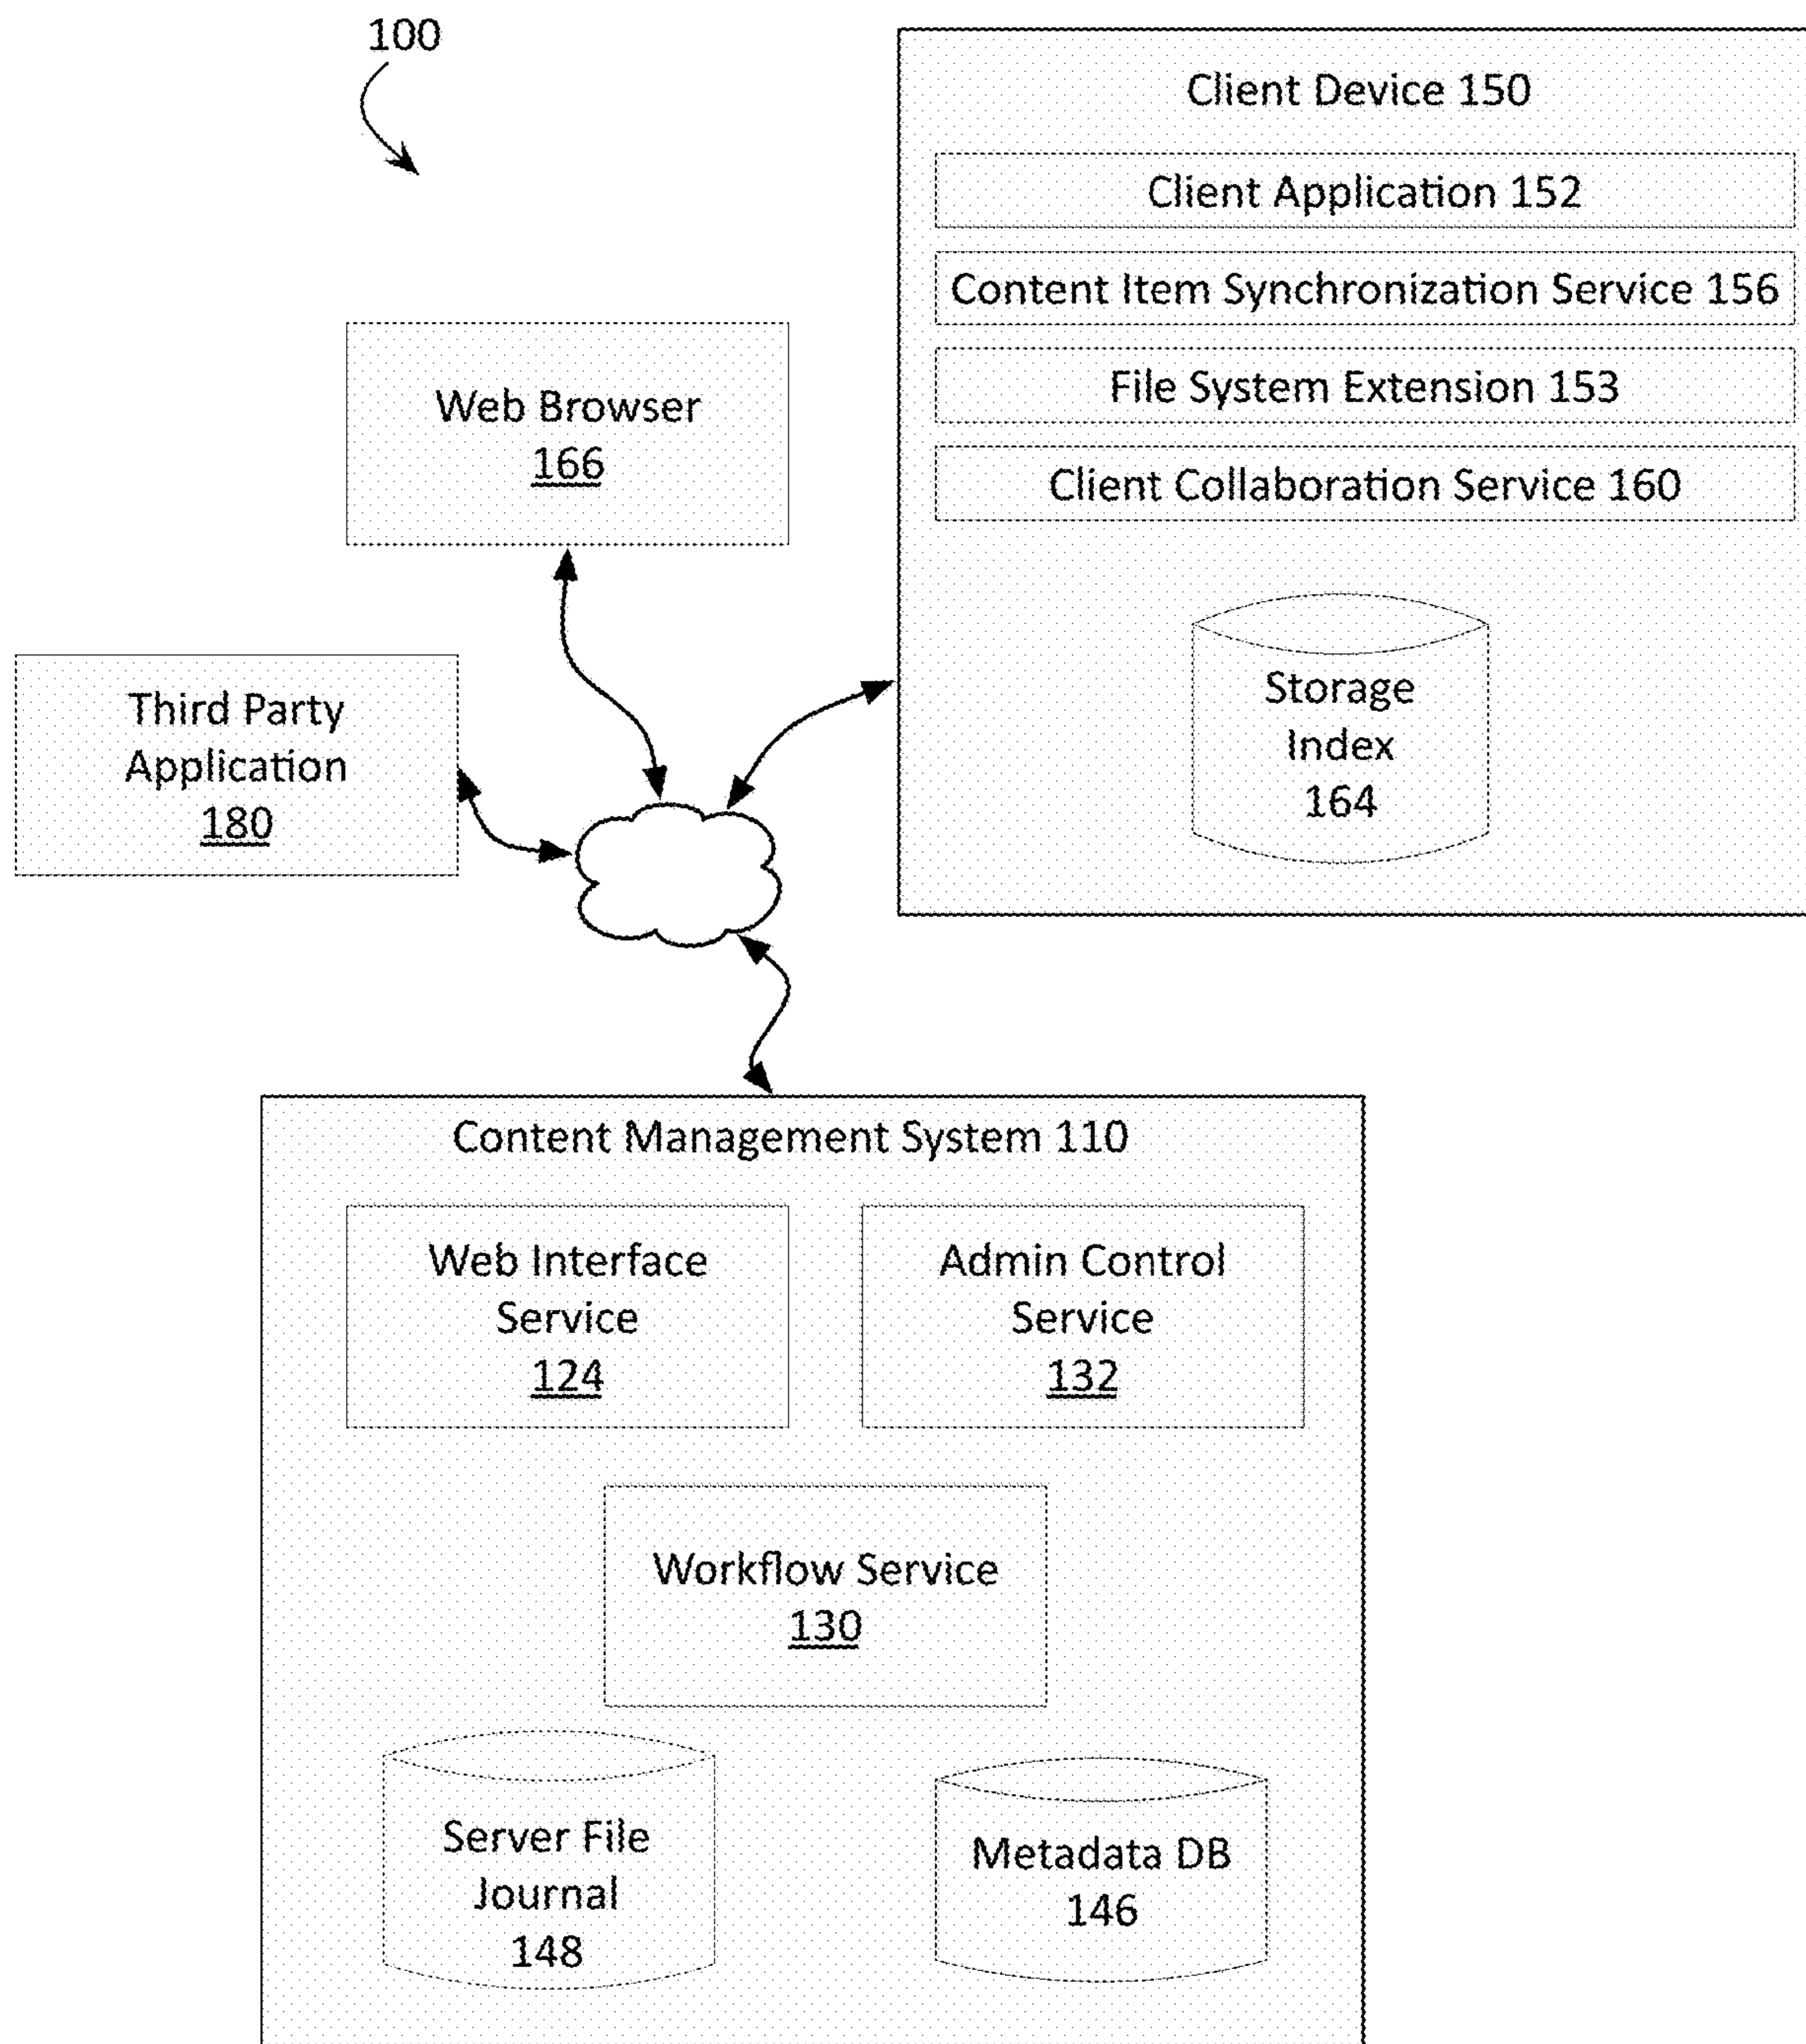 100
Client Device 150
Client Application 152
Content Item Synchronization Service 156
File System Extension 153
Client Collaboration Service 160
Storage
Index
164
Web Browser
166
Third Party
Application
180
Content Management System 110
Web Interface
Service
124
Admin Control
Service
132
Workflow Service
130
Server File
Journal
148
Metadata DB
146